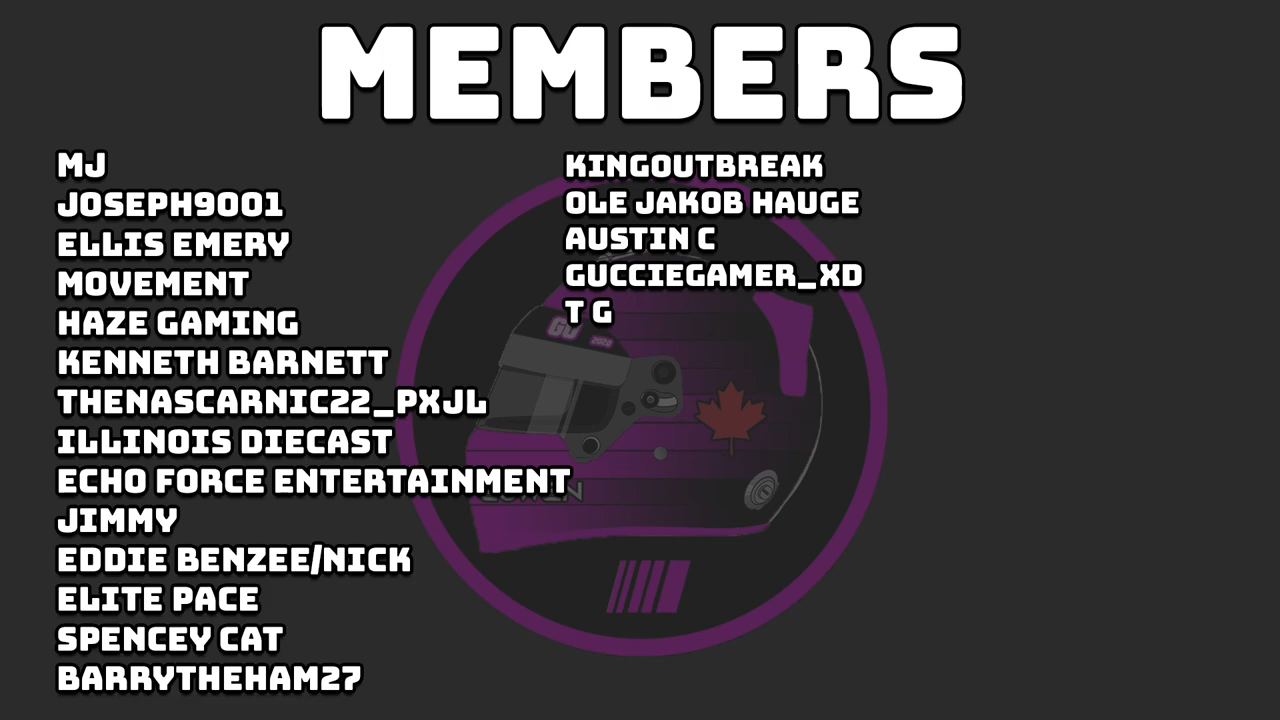 MEMBERS
MJ
JOSEPH9001
ELLIS EMERY
MOVEMENT
HAZE GAMING
KENNETH BARNETT
THENASCARNIC22_PXJL
ILLINOIS DIECAST
ECHO FORCE ENTERTAINMENT
JIMMY
EDDIE BENZEE/NICK
ELITE PACE
SPENCEY CAT
BARRYTHEHAM27
KINGOUTBREAK
OLE JAKOB HAUGE
AUSTIN C
GUCCIEGAMER_XD
T G
2020